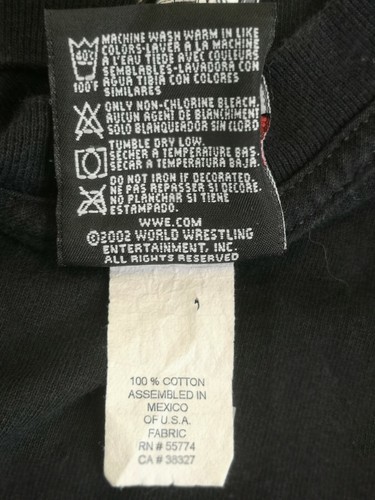 MACHINE WASH WARM IN LIKE
COLORS-LAVER A LA MACHINE
A L'EAU TIEDE AVEC COULEURS
SEMBLABLES-LAVADORA CON
AGUA TIBIA CON COLORES
SIMILARES
40°C
100°F
ONLY NON-CHLORINE BLEACH.
AUCUN AGENT DE BLANCHIMENT
SOLO BLANQUEADOR SIN CLORO
TUMBLE DRY LOW.
SÉCHER A TEMPERATURE BAS
SECAR A TEMPERATURA BAJA.
DO NOT IRON IF DECORATED.
NE PAS REPASSER SI DECORE.
NO PLANCHAR SI TIENE
ESTAMPADO.
WWE.COM
©2002 WORLD WRESTLING
ENTERTAINMENT, INC.
ALL RIGHTS RESERVED
100 % COTTON
ASSEMBLED IN
MEXICO
OF U.S.A.
FABRIC
RN # 55774
CA # 38327